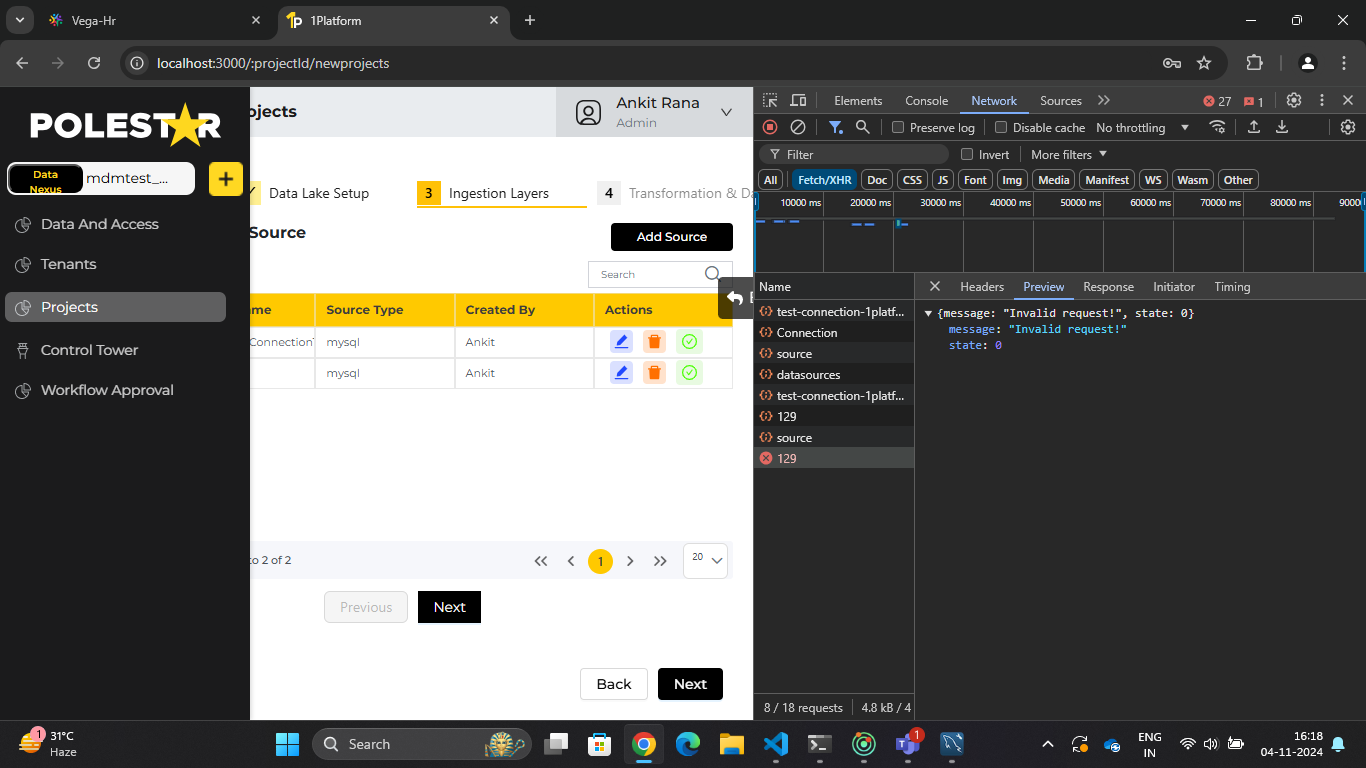 Vega-Hr
1Platform
localhost:3000/:projectId/newprojects
POLESTAR
Data Nexus
mdmtest_...
Data And Access
Tenants
Projects
Control Tower
Workflow Approval
ojects
Ankit Rana
Admin
Data Lake Setup
3 Ingestion Layers
4 Transformation & Da
Source
Add Source
Search
me Source Type Created By Actions
Connection mysql Ankit
mysql Ankit
to 2 of 2
1
20
Previous Next
Back Next
Elements Console Network Sources 27 1
Preserve log Disable cache No throttling
Filter Invert More filters
All Fetch/XHR Doc CSS JS Font Img Media Manifest WS Wasm Other
10000 ms 20000 ms 30000 ms 40000 ms 50000 ms 60000 ms 70000 ms 80000 ms 9000
Name
test-connection-1platf...
Connection
source
datasources
test-connection-1platf...
129
source
129
8 / 18 requests 4.8 kB / 4
Headers Preview Response Initiator Timing
{message: "Invalid request!", state: 0}
message: "Invalid request!"
state: 0
1
31°C
Haze
Search
1
ENG
IN
16:18
04-11-2024